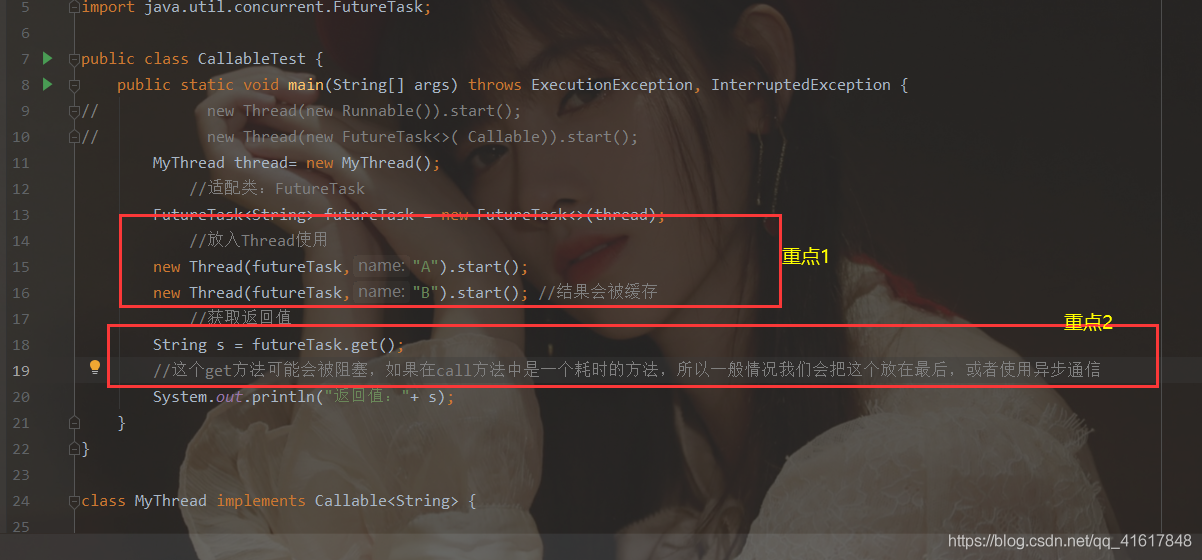 5 import java.util.concurrent.FutureTask;
6
7 public class CallableTest {
8 public static void main(String[] args) throws ExecutionException, InterruptedException {
9 // new Thread(new Runnable()).start();
10 // new Thread(new FutureTask<>( Callable)).start();
11 MyThread thread= new MyThread();
12 //适配类：FutureTask
13 FutureTask<String> futureTask = new FutureTask<>(thread);
14 //放入Thread使用
15 new Thread(futureTask, name: "A").start();
重点1
16 new Thread(futureTask, name: "B").start(); //结果会被缓存
17 //获取返回值
重点2
18 String s = futureTask.get();
19 //这个get方法可能会被阻塞，如果在call方法中是一个耗时的方法，所以一般情况我们会把这个放在最后，或者使用异步通信
20 System.out.println("返回值："+ s);
21 }
22 }
23
24 class MyThread implements Callable<String> {
25
https://blog.csdn.net/qq_41617848